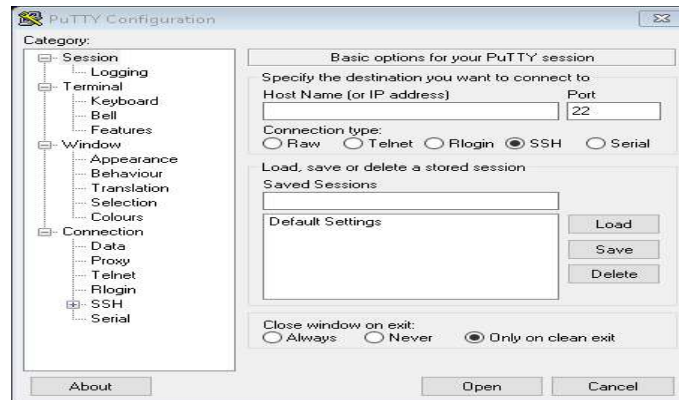 PuTTY Configuration
Category:
Session
Logging
Terminal
Keyboard
Bell
Features
Window
Appearance
Behaviour
Translation
Selection
Colours
Connection
Data
Proxy
Telnet
Rlogin
SSH
Serial
Basic options for your PuTTY session
Specify the destination you want to connect to
Host Name (or IP address) Port
22
Connection type:
Raw Telnet Rlogin SSH Serial
Load, save or delete a stored session
Saved Sessions
Default Settings
Load
Save
Delete
Close window on exit:
Always Never Only on clean exit
About Open Cancel